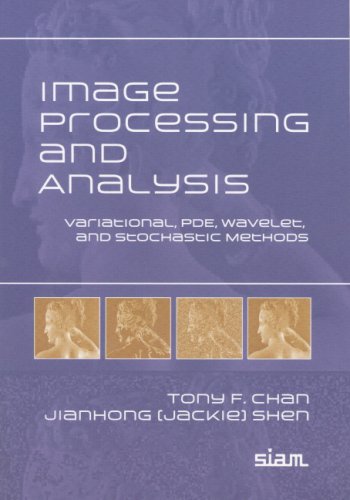 Image
Processing
and
Analysis
Variational, PDE, Wavelet,
and Stochastic Methods
Tony F. Chan
Jianhong (Jackie) Shen
siam